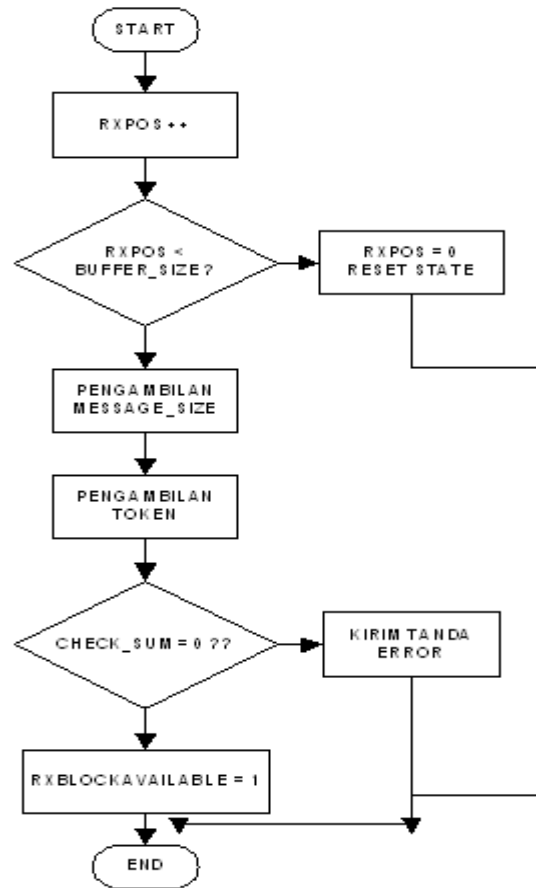 START
RXPOS ++
RXPOS <
BUFFER_SIZE?
RXPOS = 0
RESET STATE
PENGAMBILAN
MESSAGE_SIZE
PENGAMBILAN
TOKEN
CHECK_SUM = 0 ??
KIRIM TANDA
ERROR
RXBLOCKAVAILABLE = 1
END